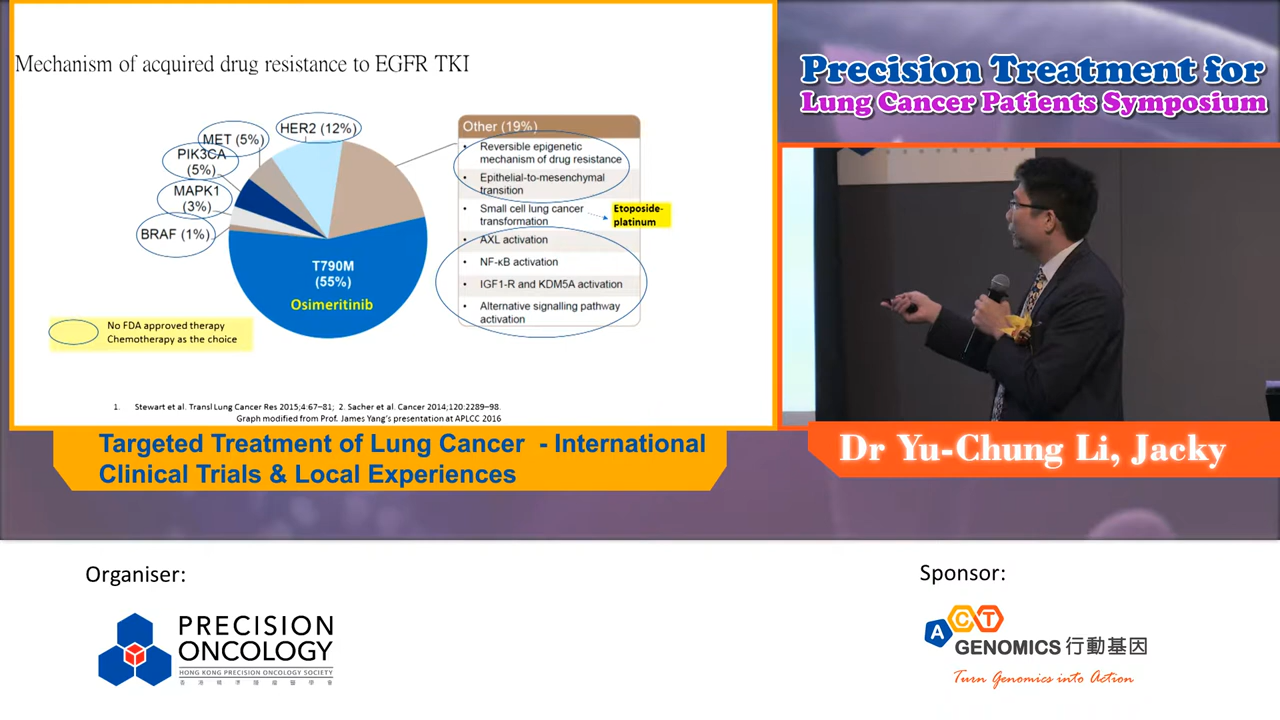 Mechanism of acquired drug resistance to EGFR TKI
HER2 (12%)
MET (5%)
PIK3CA
(5%)
MAPK1
(3%)
BRAF (1%)
T790M
(55%)
Osimeritinib
Other (19%)
• Reversible epigenetic
mechanism of drug resistance
• Epithelial-to-mesenchymal
transition
• Small cell lung cancer
transformation
Etoposide-
platinum
• AXL activation
• NF-κB activation
• IGF1-R and KDM5A activation
• Alternative signalling pathway
activation
No FDA approved therapy
Chemotherapy as the choice
1. Stewart et al. Transl Lung Cancer Res 2015;4:67–81; 2. Sacher et al. Cancer 2014;120:2289–98.
Graph modified from Prof. James Yang's presentation at APLCC 2016
Precision Treatment for
Lung Cancer Patients Symposium
Targeted Treatment of Lung Cancer - International
Clinical Trials & Local Experiences
Dr Yu-Chung Li, Jacky
Organiser:
PRECISION
ONCOLOGY
HONG KONG PRECISION ONCOLOGY SOCIETY
Sponsor:
ACT
GENOMICS 行動基因
Turn Genomics into Action